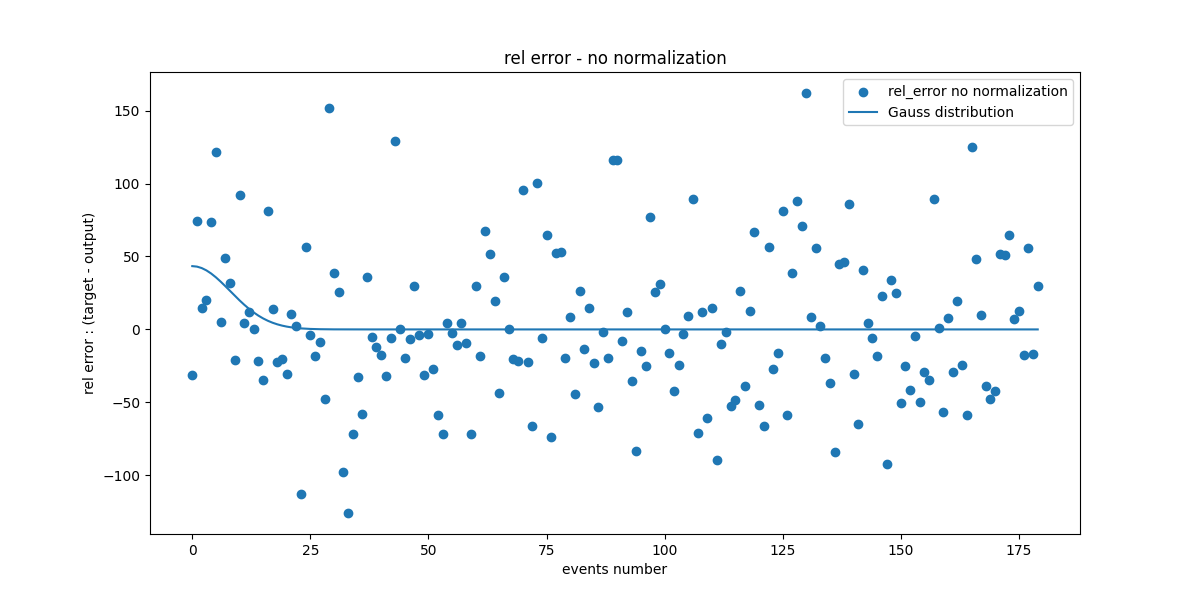 rel error - no normalization
rel_error no normalization
Gauss distribution
rel error : (target - output)
150
100
50
0
−50
−100
0
25
50
75
100
125
150
175
events number